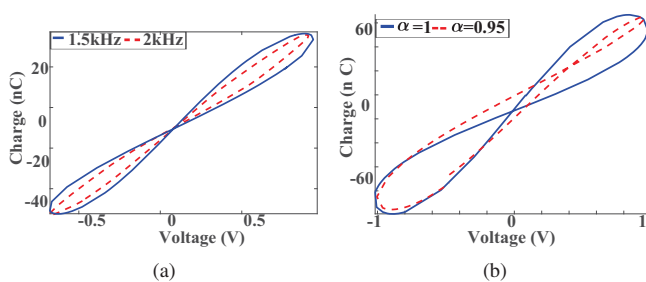 1.5kHz 2kHz
Charge (nC)
20
0
-20
-40
-0.5 0 0.5
Voltage (V)
(a)
α=1 α=0.95
Charge (n C)
60
0
-60
-1 0 1
Voltage (V)
(b)